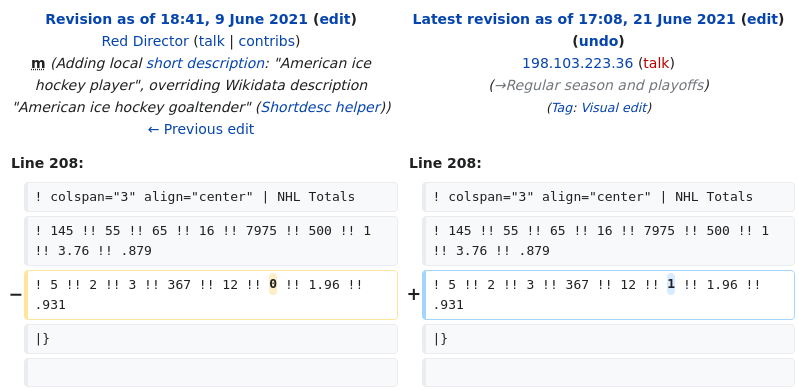 Revision as of 18:41, 9 June 2021 (edit)
Red Director (talk | contribs)
m (Adding local short description: "American ice
hockey player", overriding Wikidata description
"American ice hockey goaltender" (Shortdesc helper))
← Previous edit
Line 208:
! colspan="3" align="center" | NHL Totals
! 145 !! 55 !! 65 !! 16 !! 7975 !! 500 !! 1
!! 3.76 !! .879
− ! 5 !! 2 !! 3 !! 367 !! 12 !! 0 !! 1.96 !!
.931
|}
Latest revision as of 17:08, 21 June 2021 (edit)
(undo)
198.103.223.36 (talk)
(→Regular season and playoffs)
(Tag: Visual edit)
Line 208:
! colspan="3" align="center" | NHL Totals
! 145 !! 55 !! 65 !! 16 !! 7975 !! 500 !! 1
!! 3.76 !! .879
+ ! 5 !! 2 !! 3 !! 367 !! 12 !! 1 !! 1.96 !!
.931
|}